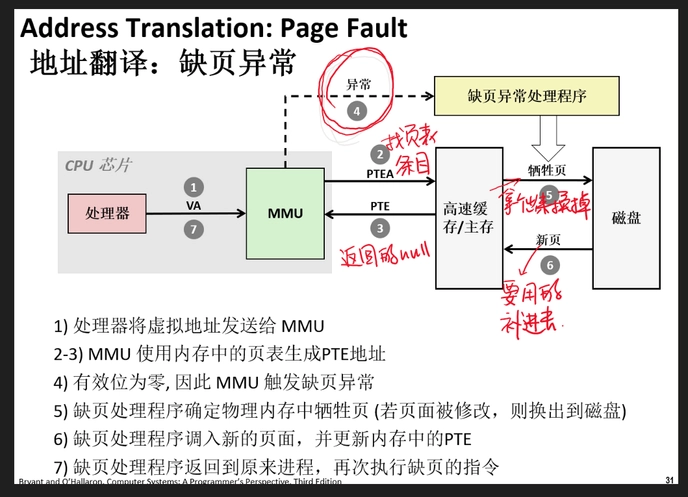 Address Translation: Page Fault
地址翻译：缺页异常
异常
4
缺页异常处理程序
CPU 芯片
处理器
1
VA
7
MMU
2
找页表
条目
PTEA
PTE
3
返回的null
高速缓存/主存
牺牲页
5
拿他来换掉
新页
6
要用的
补进去.
磁盘
1) 处理器将虚拟地址发送给 MMU
2-3) MMU 使用内存中的页表生成PTE地址
4) 有效位为零, 因此 MMU 触发缺页异常
5) 缺页处理程序确定物理内存中牺牲页 (若页面被修改，则换出到磁盘)
6) 缺页处理程序调入新的页面，并更新内存中的PTE
7) 缺页处理程序返回到原来进程，再次执行缺页的指令
Bryant and O'Hallaron, Computer Systems: A Programmer's Perspective, Third Edition
31